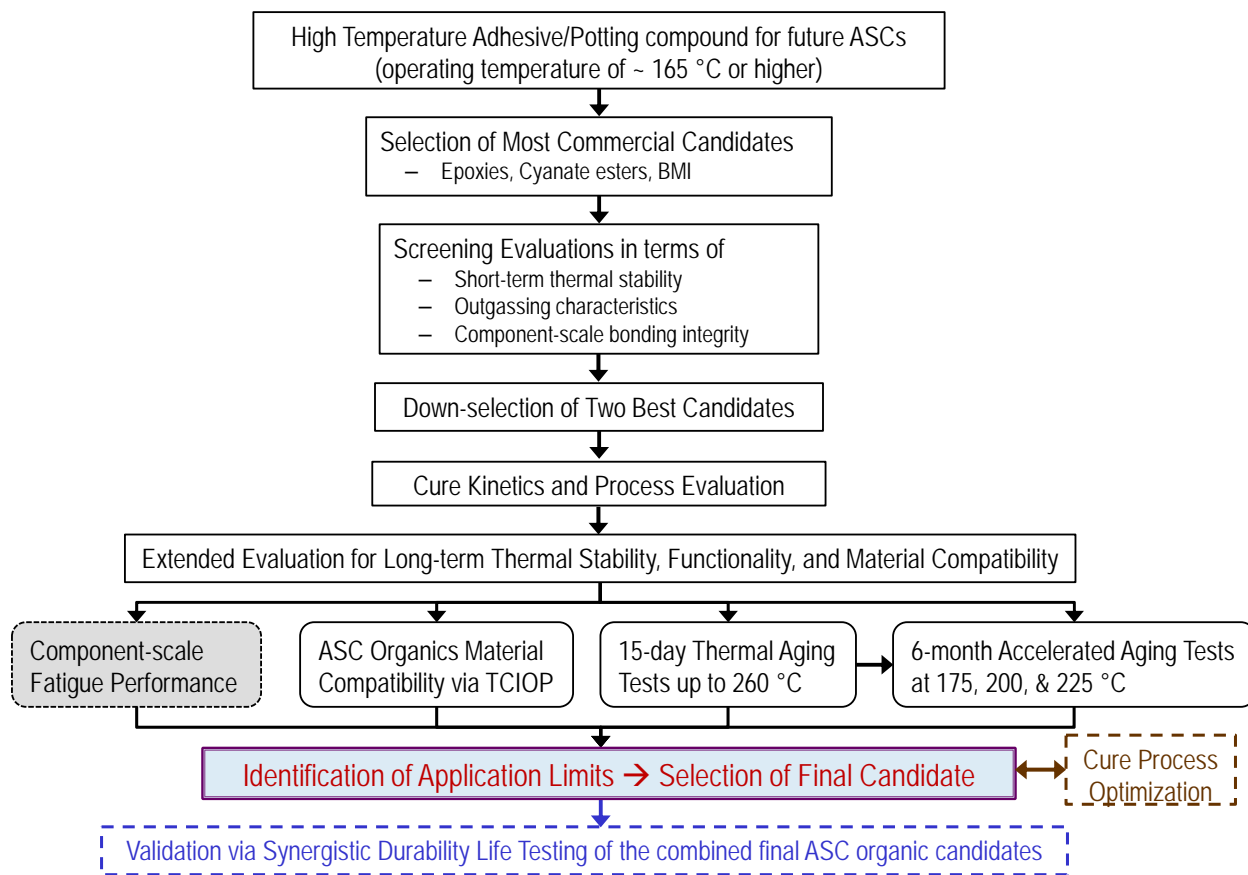 High Temperature Adhesive/Potting compound for future ASCs
(operating temperature of ~ 165 °C or higher)
Selection of Most Commercial Candidates
– Epoxies, Cyanate esters, BMI
Screening Evaluations in terms of
– Short-term thermal stability
– Outgassing characteristics
– Component-scale bonding integrity
Down-selection of Two Best Candidates
Cure Kinetics and Process Evaluation
Extended Evaluation for Long-term Thermal Stability, Functionality, and Material Compatibility
Component-scale
Fatigue Performance
ASC Organics Material
Compatibility via TCIOP
15-day Thermal Aging
Tests up to 260 °C
6-month Accelerated Aging Tests
at 175, 200, & 225 °C
Identification of Application Limits → Selection of Final Candidate
Cure Process
Optimization
Validation via Synergistic Durability Life Testing of the combined final ASC organic candidates